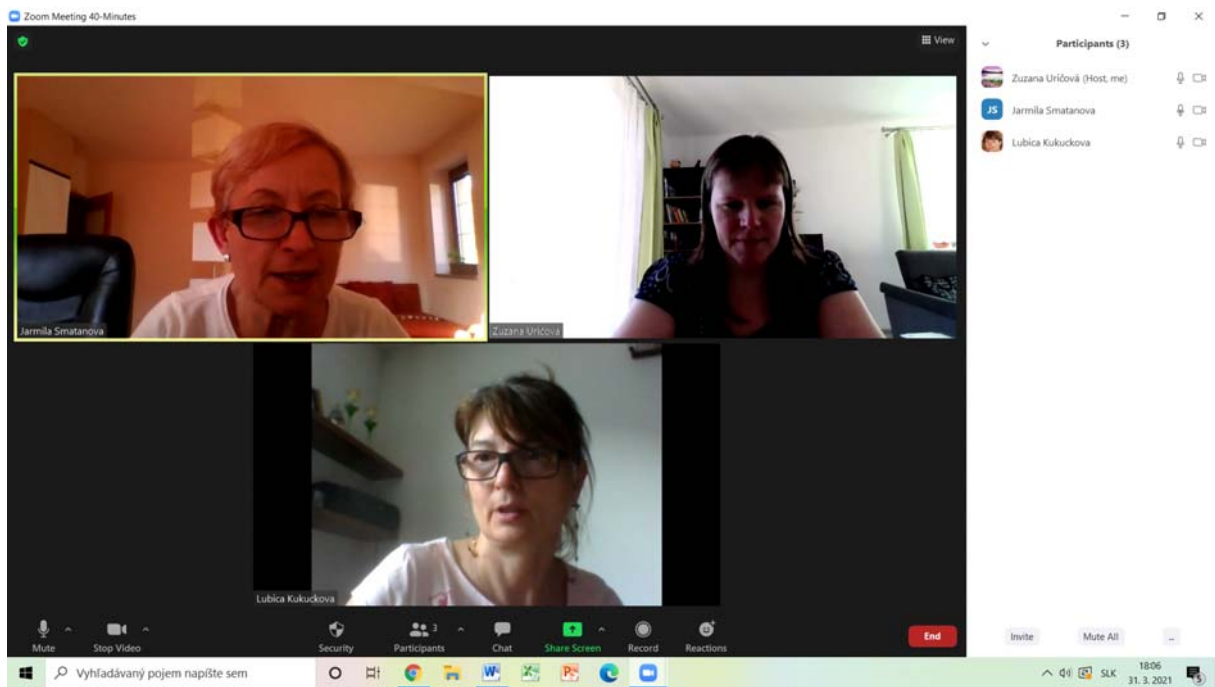 Zoom Meeting 40-Minutes
View
Participants (3)
Zuzana Uričová (Host, me)
JS
Jarmila Smatanova
Lubica Kukuckova
Jarmila Smatanova
Zuzana Uričová
Lubica Kukuckova
3
Mute
Stop Video
Security
Participants
Chat
Share Screen
Record
Reactions
End
Invite
Mute All
...
Vyhľadávaný pojem napíšte sem
SLK
18:06
31. 3. 2021
5